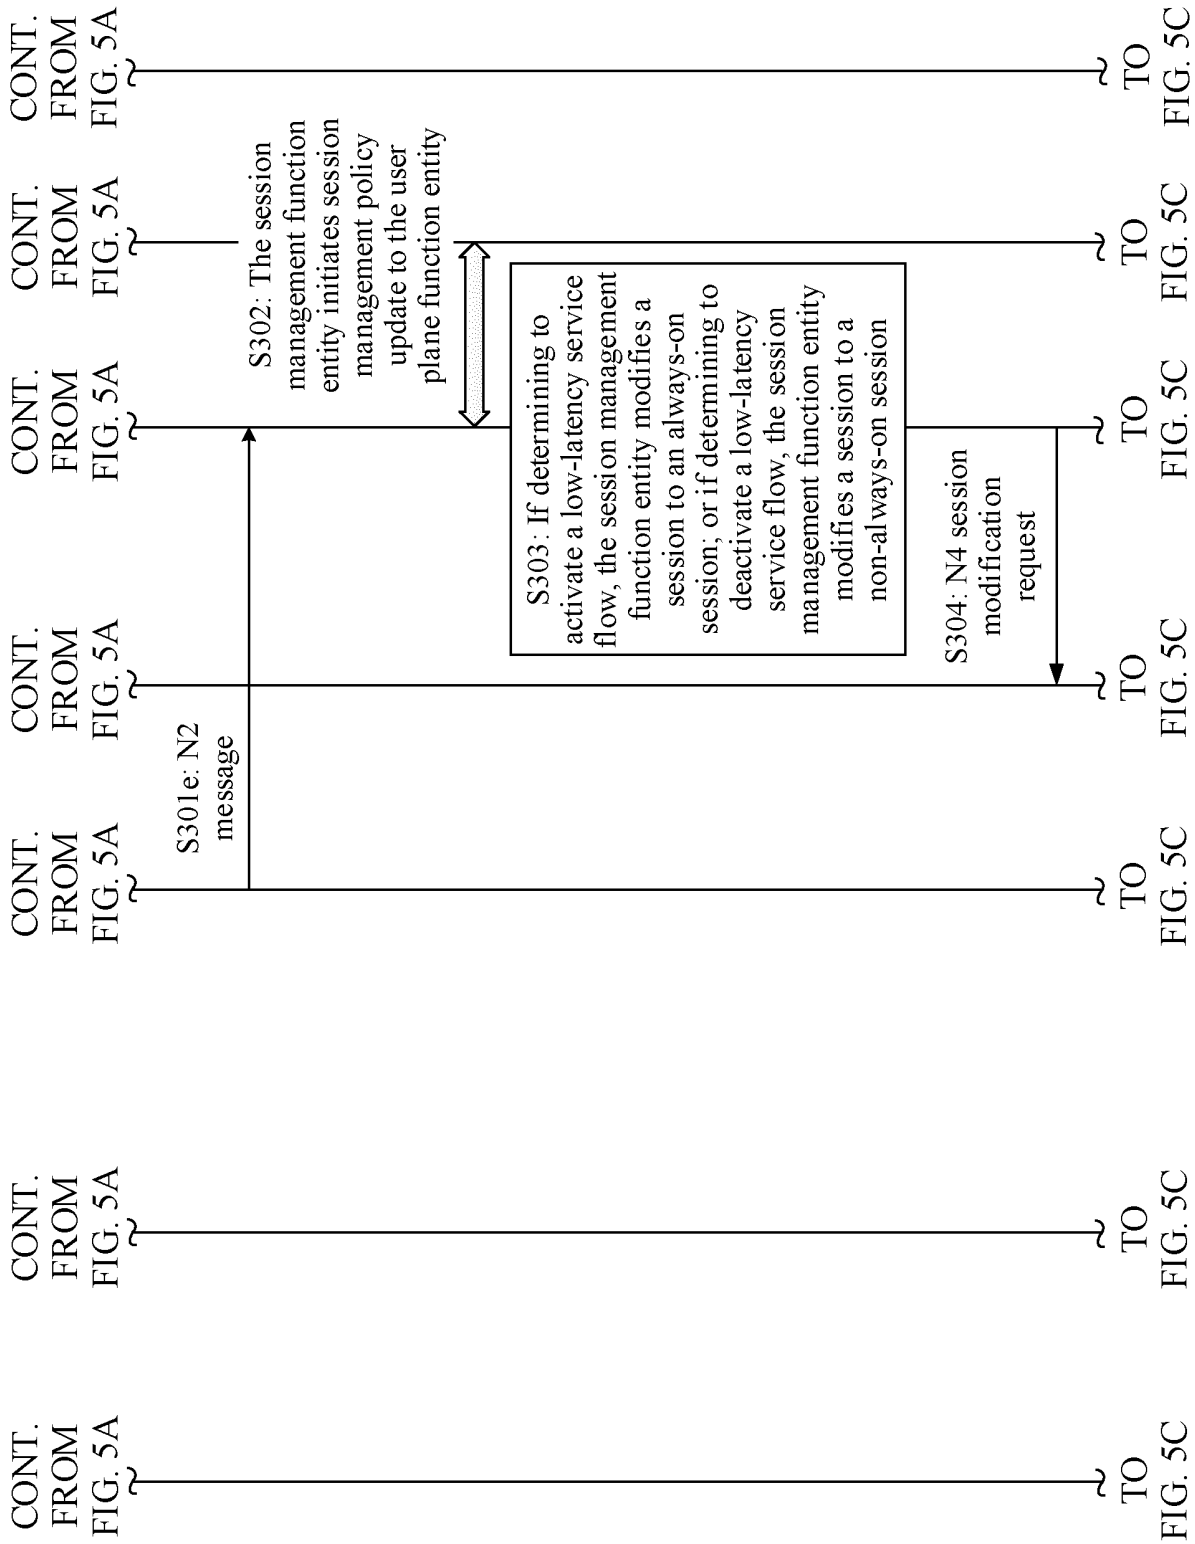 CONT.
FROM
FIG. 5A
CONT.
FROM
FIG. 5A
CONT.
FROM
FIG. 5A
CONT.
FROM
FIG. 5A
CONT.
FROM
FIG. 5A
CONT.
FROM
FIG. 5A
CONT.
FROM
FIG. 5A
S301e: N2
message
S302: The session
management function
entity initiates session
management policy
update to the user
plane function entity
S303: If determining to
activate a low-latency service
flow, the session management
function entity modifies a
session to an always-on
session; or if determining to
deactivate a low-latency
service flow, the session
management function entity
modifies a session to a
non-always-on session
S304: N4 session
modification
request
TO
FIG. 5C
TO
FIG. 5C
TO
FIG. 5C
TO
FIG. 5C
TO
FIG. 5C
TO
FIG. 5C
TO
FIG. 5C